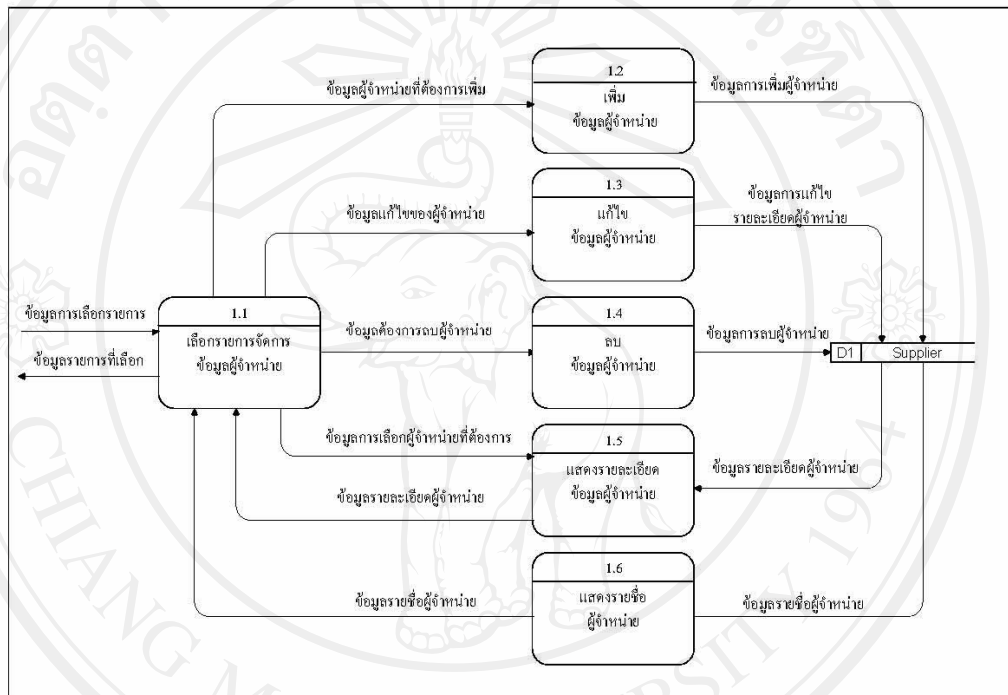 1.2
เพิ่ม
ข้อมูลผู้จำหน่าย
ข้อมูลผู้จำหน่ายที่ต้องการเพิ่ม
ข้อมูลการเพิ่มผู้จำหน่าย
1.3
แก้ไข
ข้อมูลผู้จำหน่าย
ข้อมูลแก้ไขของผู้จำหน่าย
ข้อมูลการแก้ไข
รายละเอียดผู้จำหน่าย
ข้อมูลการเลือกรายการ
ข้อมูลรายการที่เลือก
1.1
เลือกรายการจัดการ
ข้อมูลผู้จำหน่าย
ข้อมูลต้องการลบผู้จำหน่าย
1.4
ลบ
ข้อมูลผู้จำหน่าย
ข้อมูลการลบผู้จำหน่าย
D1 Supplier
ข้อมูลการเลือกผู้จำหน่ายที่ต้องการ
ข้อมูลรายละเอียดผู้จำหน่าย
1.5
แสดงรายละเอียด
ข้อมูลผู้จำหน่าย
ข้อมูลรายละเอียดผู้จำหน่าย
ข้อมูลรายชื่อผู้จำหน่าย
1.6
แสดงรายชื่อ
ผู้จำหน่าย
ข้อมูลรายชื่อผู้จำหน่าย